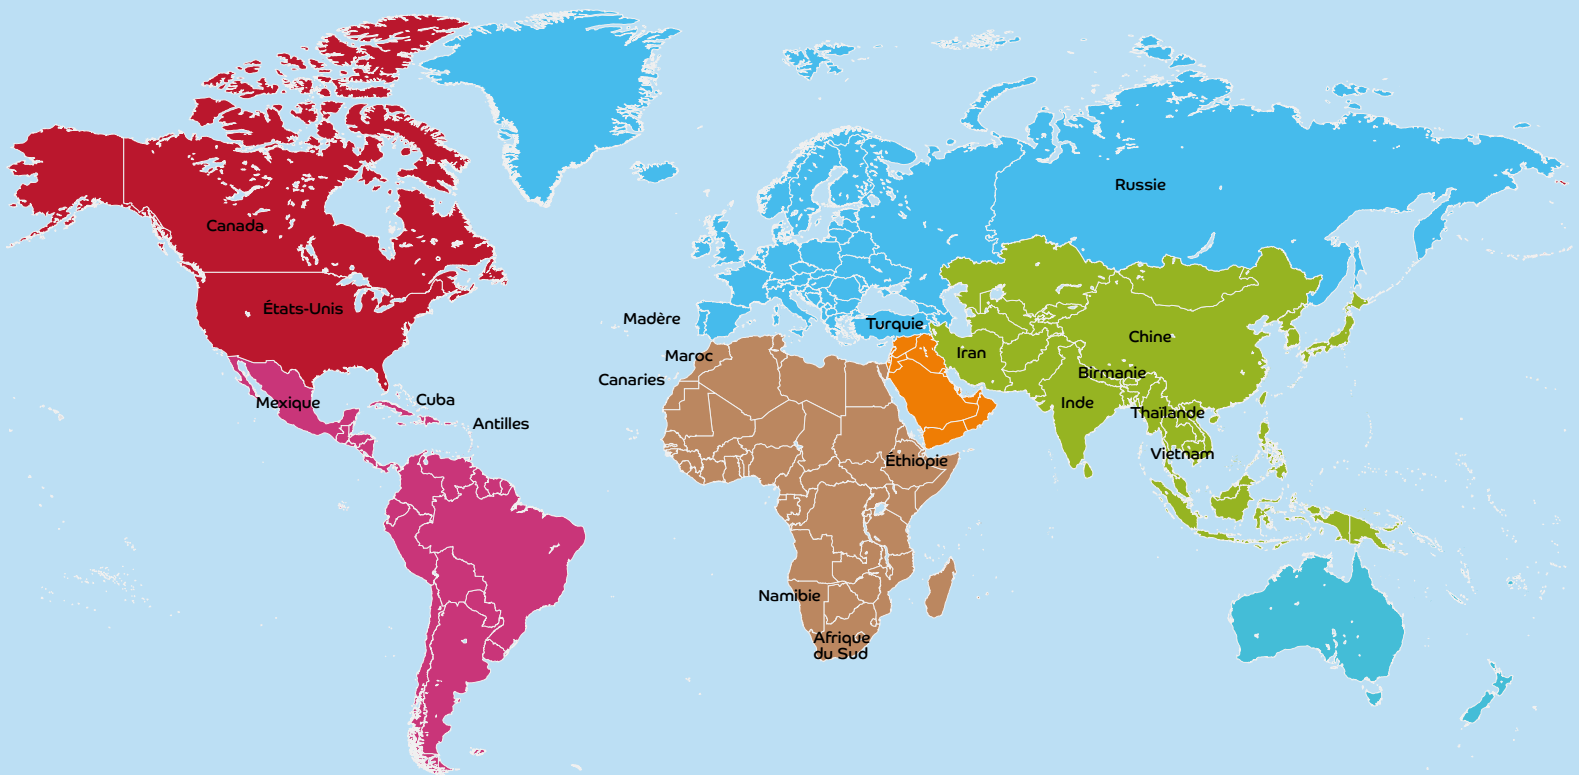 Russie
Canada
États-Unis
Madère
Turquie
Chine
Maroc
Iran
Birmanie
Canaries
Mexique
Cuba
Inde
Thaïlande
Antilles
Vietnam
Éthiopie
Namibie
Afrique
du Sud